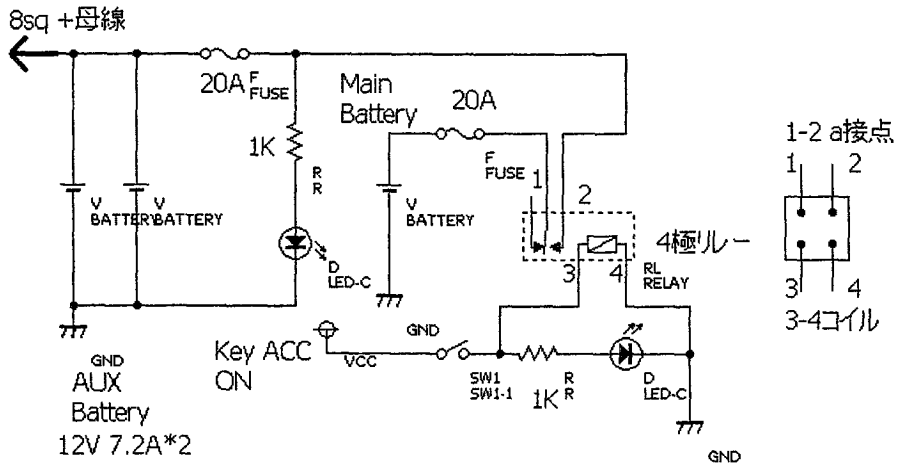 8sq +母線
20A F
FUSE
1K
R
R
V
BATTERY
V
BATTERY
D
LED-C
GND
AUX
Battery
12V 7.2A*2
Main
Battery
20A
F
FUSE
V
BATTERY
1
2
3
4
4極リレー
RL
RELAY
GND
Key ACC
ON
VCC
SW1
SW1-1
1K
R
R
D
LED-C
GND
1-2 a接点
1 2
3 4
3-4コイル